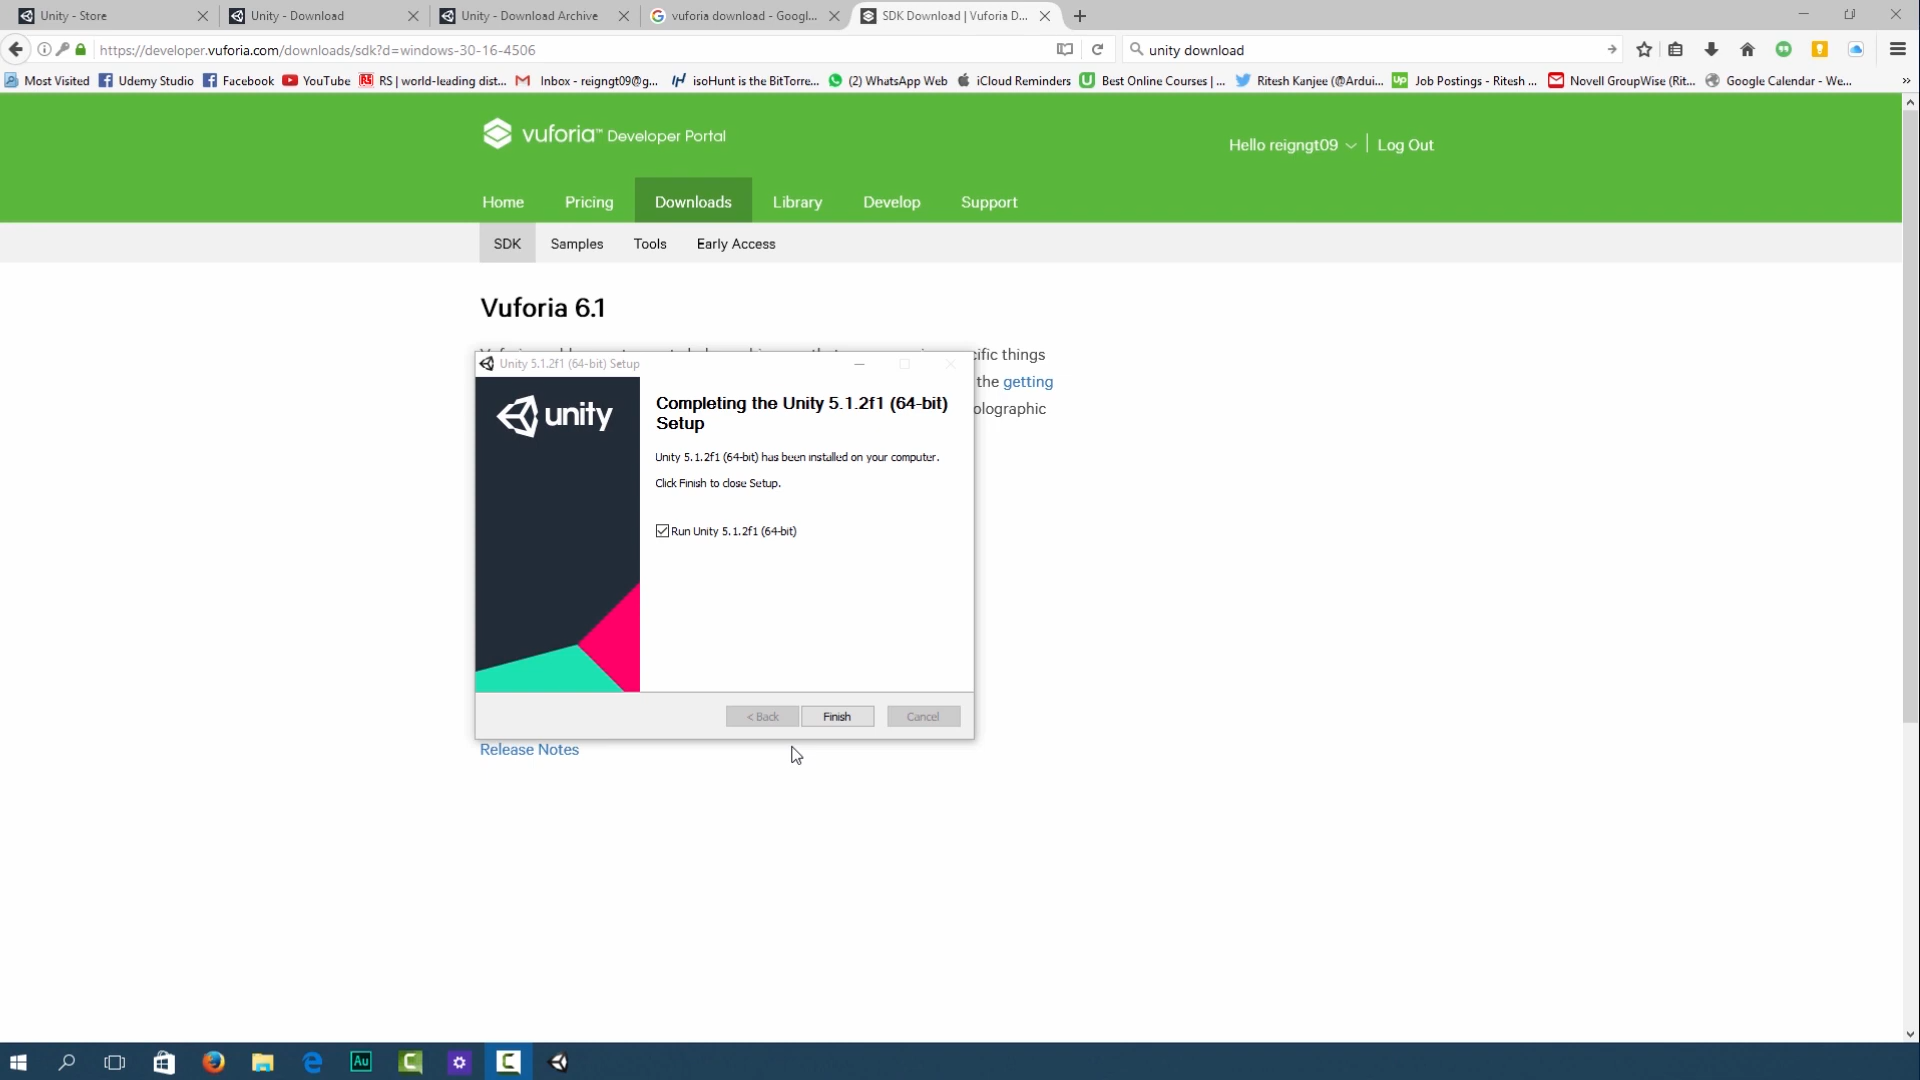 Unity - Store
Unity - Download
Unity - Download Archive
vuforia download - Googl...
SDK Download | Vuforia D...
https://developer.vuforia.com/downloads/sdk?d=windows-30-16-4506
unity download
Most Visited
Udemy Studio
Facebook
YouTube
RS | world-leading dist...
Inbox - reigngt09@g...
isoHunt is the BitTorre...
(2) WhatsApp Web
iCloud Reminders
Best Online Courses | ...
Ritesh Kanjee (@Ardui...
Job Postings - Ritesh ...
Novell GroupWise (Rit...
Google Calendar - We...
vuforia™ Developer Portal
Hello reigngt09
Log Out
Home
Pricing
Downloads
Library
Develop
Support
SDK
Samples
Tools
Early Access
Vuforia 6.1
things
the getting
Unity 5.1.2f1 (64-bit) Setup
unity
Completing the Unity 5.1.2f1 (64-bit)
Setup
Unity 5.1.2f1 (64-bit) has been installed on your computer.
Click Finish to close Setup.
Run Unity 5.1.2f1 (64-bit)
< Back
Finish
Cancel
Release Notes
Au